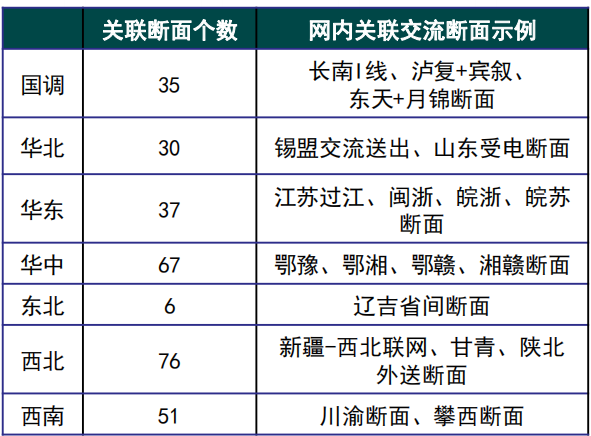 关联断面个数 网内关联交流断面示例
国调 35 长南I线、泸复+宾叙、
东天+月锦断面
华北 30 锡盟交流送出、山东受电断面
华东 37 江苏过江、闽浙、皖浙、皖苏
断面
华中 67 鄂豫、鄂湘、鄂赣、湘赣断面
东北 6 辽吉省间断面
西北 76 新疆-西北联网、甘青、陕北
外送断面
西南 51 川渝断面、攀西断面